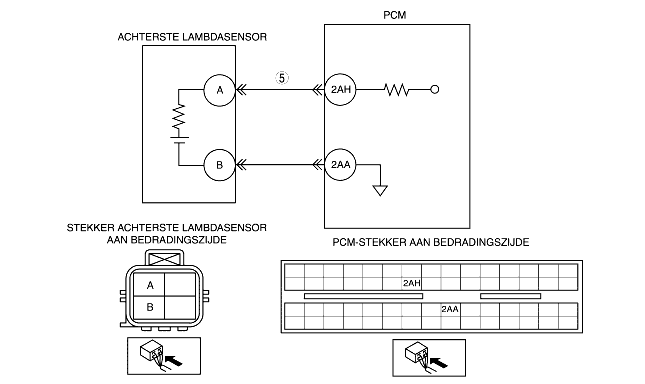 PCM
ACHTERSTE LAMBDASENSOR
5
A
2AH
B
2AA
STEKKER ACHTERSTE LAMBDASENSOR
AAN BEDRADINGSZIJDE
PCM-STEKKER AAN BEDRADINGSZIJDE
A
B
2AH
2AA